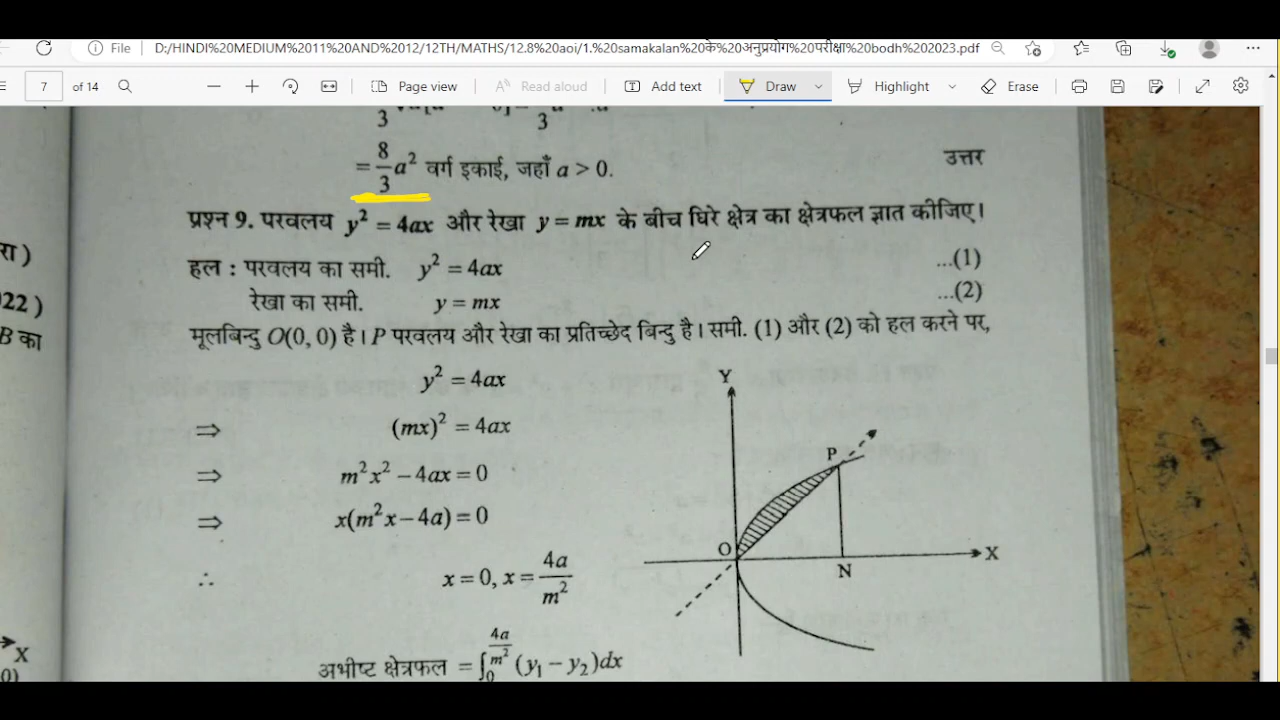 File D:/HINDI%20MEDIUM%2011%20AND%2012/12TH/MATHS/12.8%20aoi/1.%20samakalan%20के%20अनुप्रयोग%20परीक्षा%20bodh%202023.pdf
7 of 14 Page view Read aloud Add text Draw Highlight Erase
= 8/3 a² वर्ग इकाई, जहाँ a > 0. उत्तर
प्रश्न 9. परवलय y² = 4ax और रेखा y = mx के बीच घिरे क्षेत्र का क्षेत्रफल ज्ञात कीजिए।
हल : परवलय का समी. y² = 4ax ...(1)
रेखा का समी. y = mx ...(2)
मूलबिन्दु O(0, 0) है। P परवलय और रेखा का प्रतिच्छेद बिन्दु है। समी. (1) और (2) को हल करने पर,
y² = 4ax
⇒ (mx)² = 4ax
⇒ m²x² – 4ax = 0
⇒ x(m²x – 4a) = 0
∴ x = 0, x = 4a/m²
अभीष्ट क्षेत्रफल = ∫₀^(4a/m²) (y₁ – y₂)dx
Y
P
O
N
X
022 )
B का
X